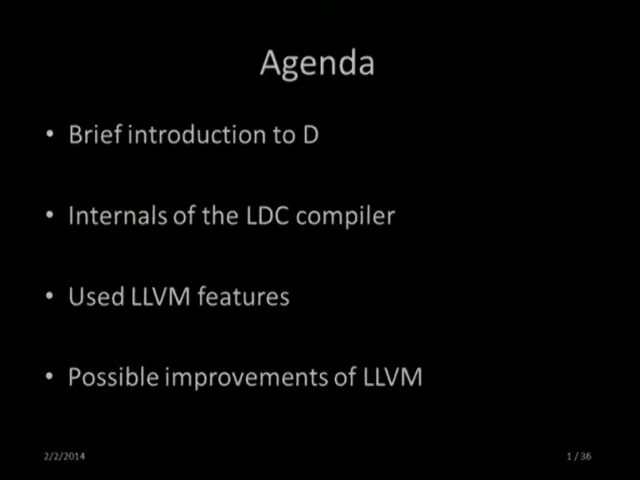 Agenda
• Brief introduction to D
• Internals of the LDC compiler
• Used LLVM features
• Possible improvements of LLVM
2/2/2014
1 / 36